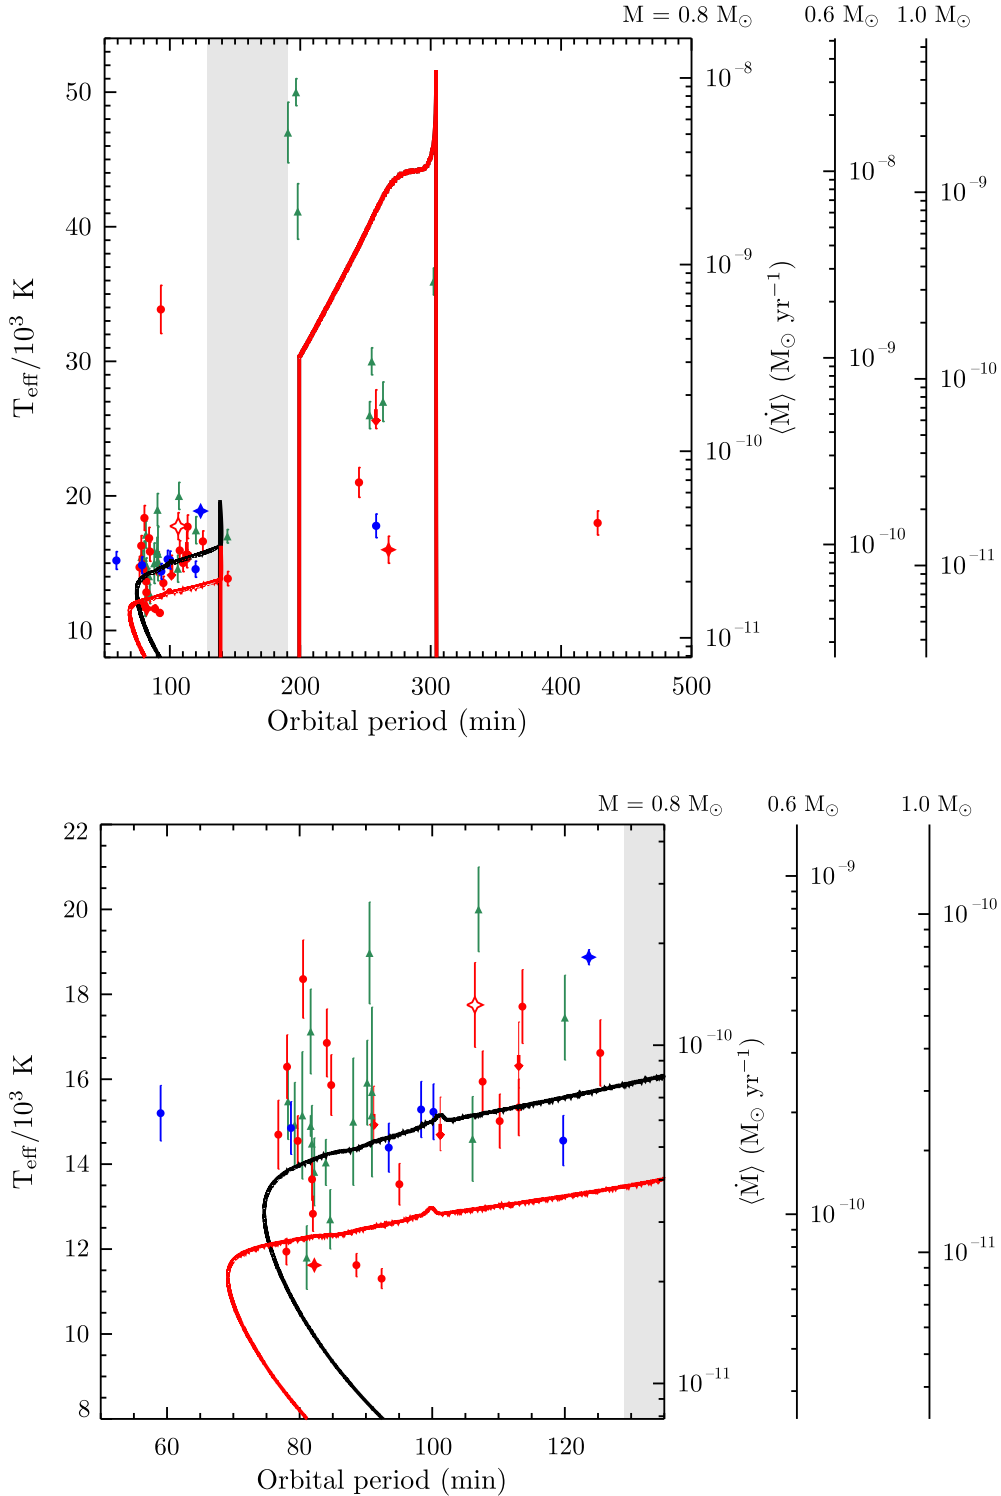 M = 0.8 M⊙ 0.6 M⊙ 1.0 M⊙
50
40
30
20
10
T_eff/10³ K
100 200 300 400 500
Orbital period (min)
10⁻⁸
10⁻⁹
10⁻¹⁰
10⁻¹¹
⟨Ṁ⟩ (M⊙ yr⁻¹)
10⁻⁸
10⁻⁹
10⁻¹⁰
10⁻⁹
10⁻¹⁰
10⁻¹¹
M = 0.8 M⊙ 0.6 M⊙ 1.0 M⊙
22
20
18
16
14
12
10
8
T_eff/10³ K
60 80 100 120
Orbital period (min)
10⁻¹⁰
10⁻¹¹
⟨Ṁ⟩ (M⊙ yr⁻¹)
10⁻⁹
10⁻¹⁰
10⁻¹⁰
10⁻¹¹